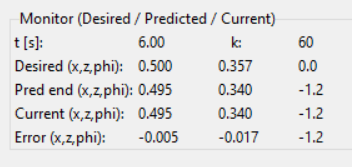 Monitor (Desired / Predicted / Current)
t [s]: 6.00 k: 60
Desired (x,z,phi): 0.500 0.357 0.0
Pred end (x,z,phi): 0.495 0.340 -1.2
Current (x,z,phi): 0.495 0.340 -1.2
Error (x,z,phi): -0.005 -0.017 -1.2